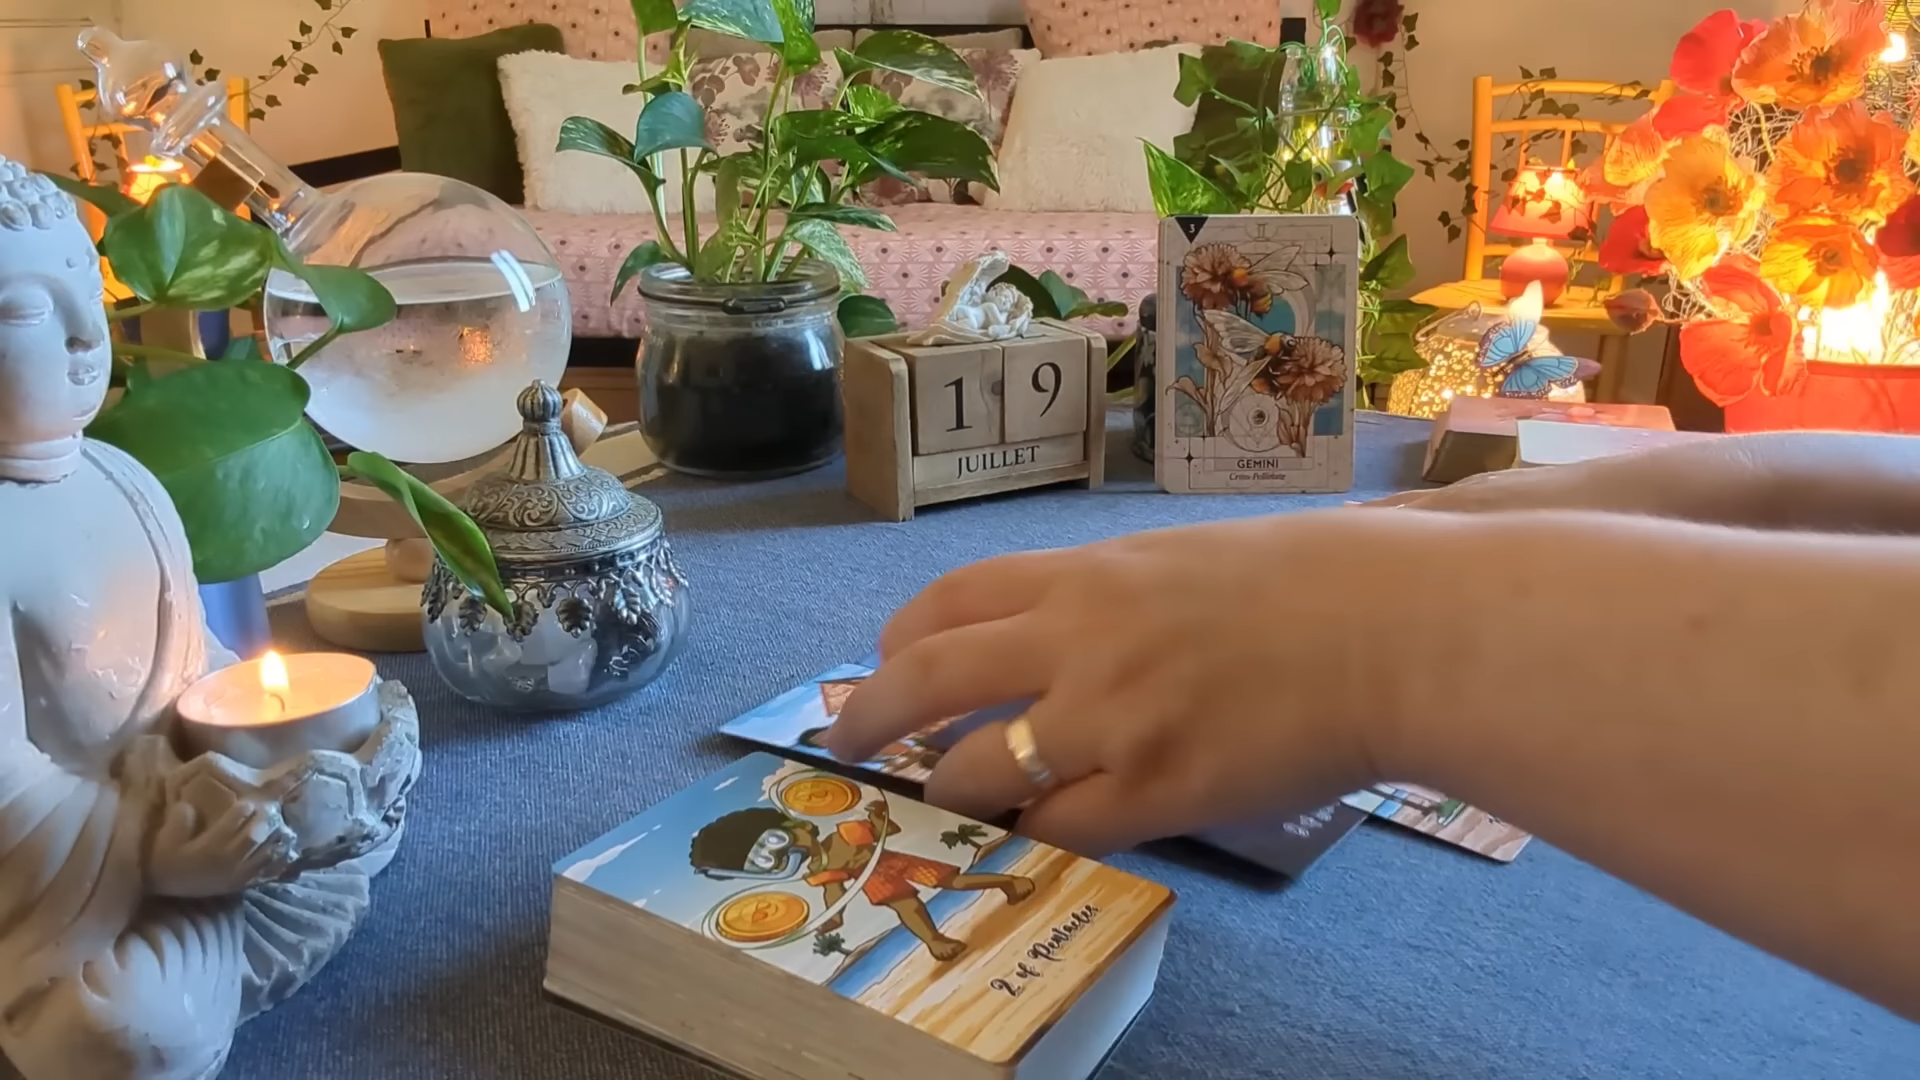 3
19
JUILLET
GEMINI
Cross-Pollinate
2 of Pentacles